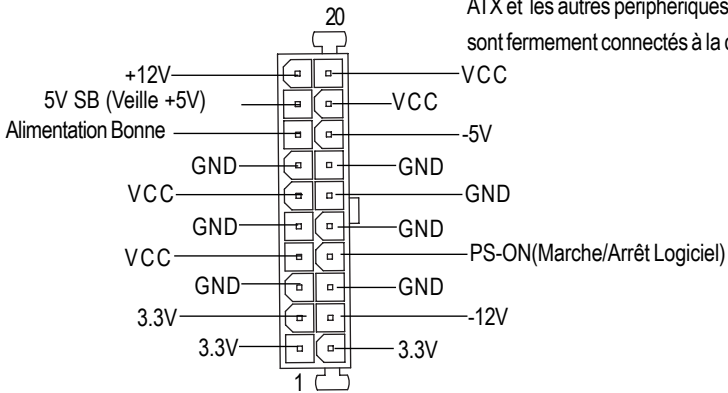 ATX et les autres périphériques
sont fermement connectés à la
20
+12V
VCC
5V SB (Veille +5V)
VCC
Alimentation Bonne
-5V
GND
GND
VCC
GND
GND
GND
VCC
PS-ON(Marche/Arrêt Logiciel)
GND
GND
3.3V
-12V
3.3V
3.3V
1